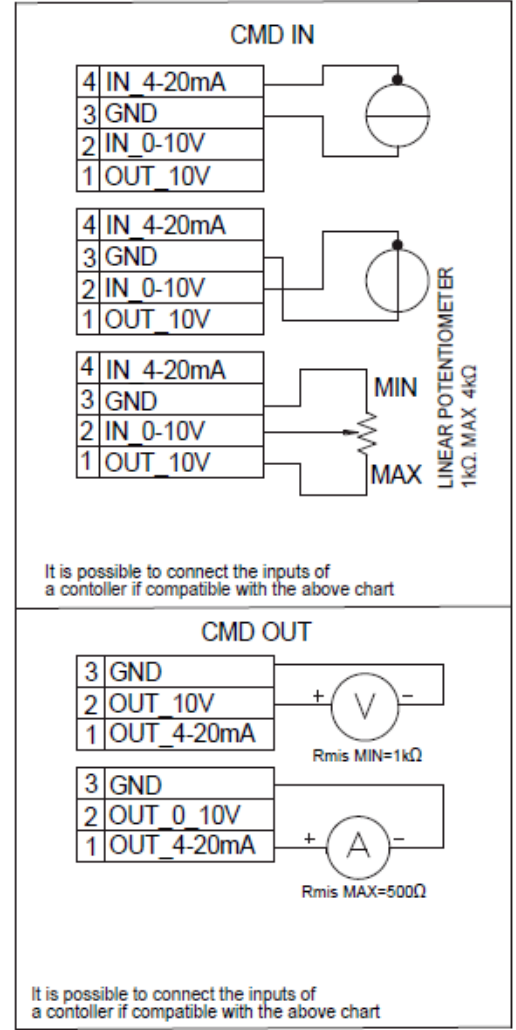 CMD IN
4 IN_4-20mA
3 GND
2 IN_0-10V
1 OUT_10V
4 IN_4-20mA
3 GND
2 IN_0-10V
1 OUT_10V
4 IN 4-20mA
3 GND
2 IN_0-10V
1 OUT_10V
MIN
MAX
LINEAR POTENTIOMETER
1kΩ. MAX 4kΩ
It is possible to connect the inputs of
a contoller if compatible with the above chart
CMD OUT
3 GND
2 OUT_10V
1 OUT_4-20mA
+ V -
Rmis MIN=1kΩ
3 GND
2 OUT_0_10V
1 OUT_4-20mA
+ A -
Rmis MAX=500Ω
It is possible to connect the inputs of
a contoller if compatible with the above chart